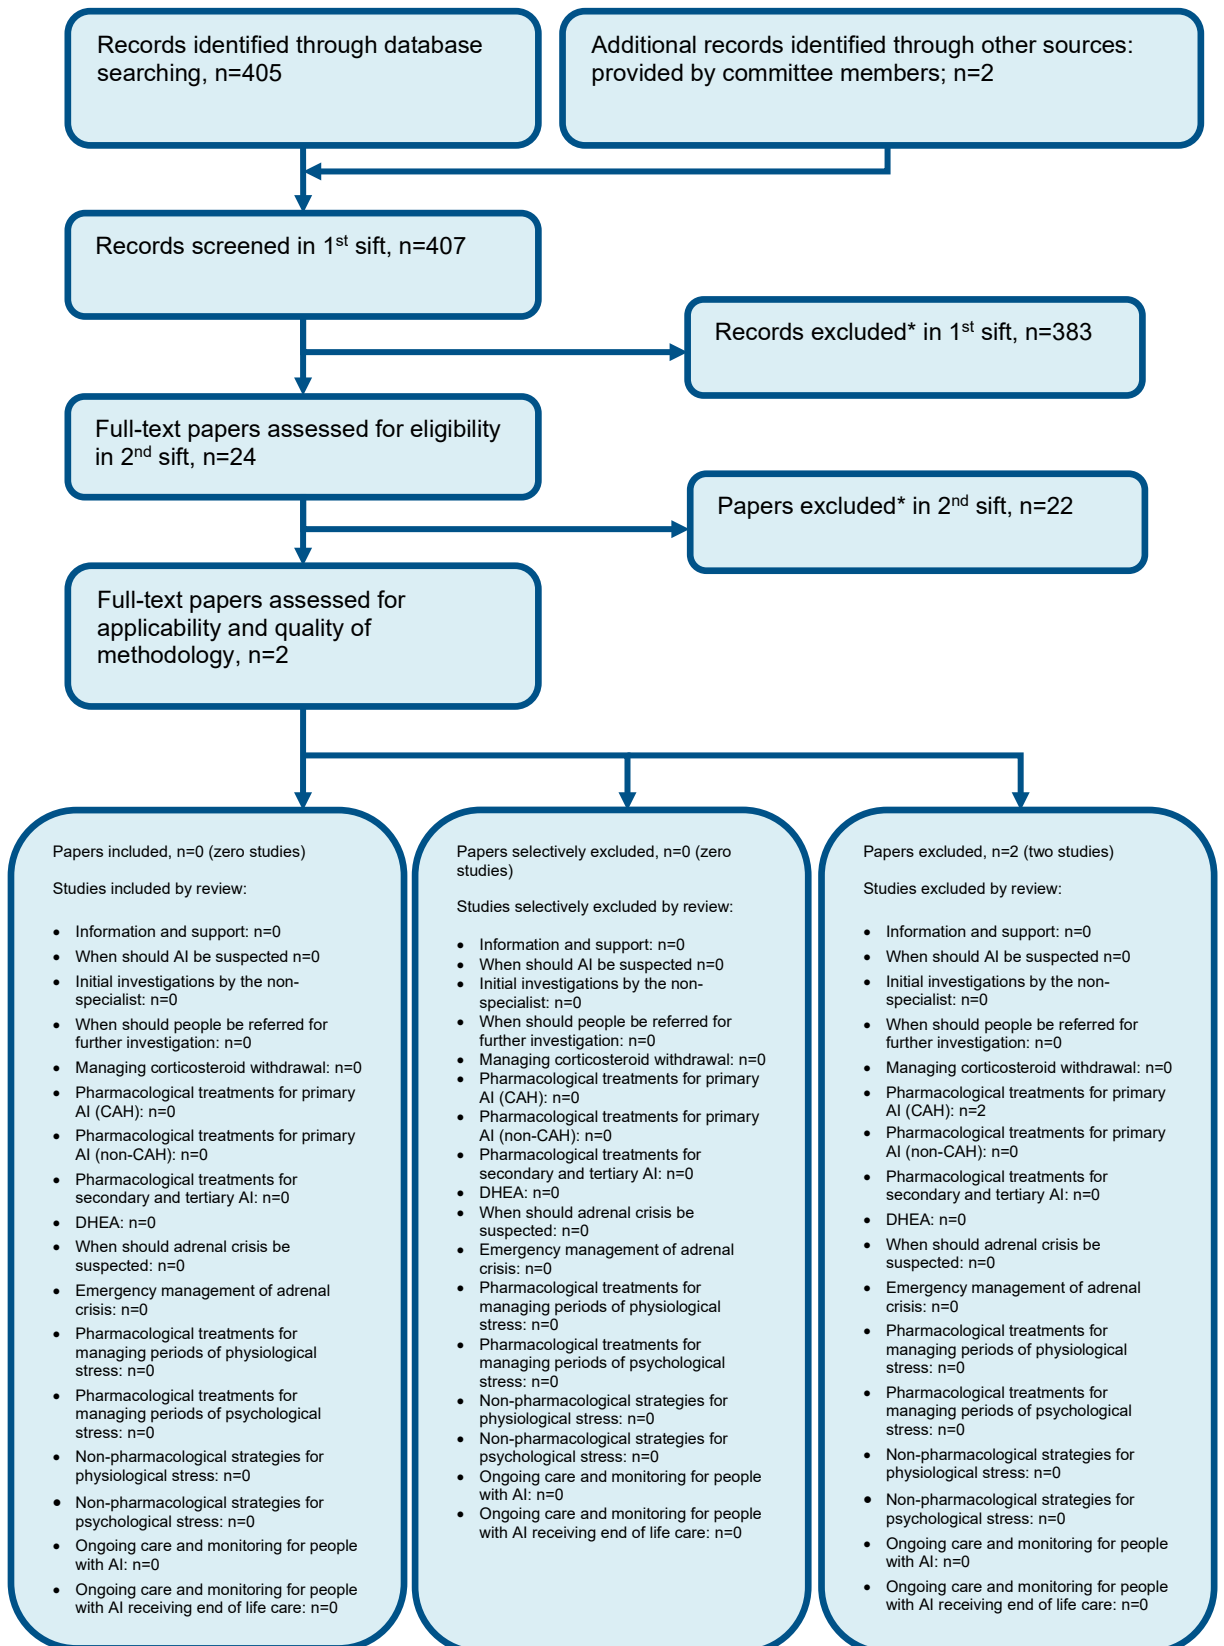 Records identified through database
searching, n=405
Additional records identified through other sources:
provided by committee members; n=2
Records screened in 1st sift, n=407
Records excluded* in 1st sift, n=383
Full-text papers assessed for eligibility
in 2nd sift, n=24
Papers excluded* in 2nd sift, n=22
Full-text papers assessed for
applicability and quality of
methodology, n=2
Papers included, n=0 (zero studies)
Studies included by review:
• Information and support: n=0
• When should AI be suspected n=0
• Initial investigations by the non-
specialist: n=0
• When should people be referred for
further investigation: n=0
• Managing corticosteroid withdrawal: n=0
• Pharmacological treatments for primary
AI (CAH): n=0
• Pharmacological treatments for primary
AI (non-CAH): n=0
• Pharmacological treatments for
secondary and tertiary AI: n=0
• DHEA: n=0
• When should adrenal crisis be
suspected: n=0
• Emergency management of adrenal
crisis: n=0
• Pharmacological treatments for
managing periods of physiological
stress: n=0
• Pharmacological treatments for
managing periods of psychological
stress: n=0
• Non-pharmacological strategies for
physiological stress: n=0
• Non-pharmacological strategies for
psychological stress: n=0
• Ongoing care and monitoring for people
with AI: n=0
• Ongoing care and monitoring for people
with AI receiving end of life care: n=0
Papers selectively excluded, n=0 (zero
studies)
Studies selectively excluded by review:
• Information and support: n=0
• When should AI be suspected n=0
• Initial investigations by the non-
specialist: n=0
• When should people be referred for
further investigation: n=0
• Managing corticosteroid withdrawal: n=0
• Pharmacological treatments for primary
AI (CAH): n=0
• Pharmacological treatments for primary
AI (non-CAH): n=0
• Pharmacological treatments for
secondary and tertiary AI: n=0
• DHEA: n=0
• When should adrenal crisis be
suspected: n=0
• Emergency management of adrenal
crisis: n=0
• Pharmacological treatments for
managing periods of physiological
stress: n=0
• Pharmacological treatments for
managing periods of psychological
stress: n=0
• Non-pharmacological strategies for
physiological stress: n=0
• Non-pharmacological strategies for
psychological stress: n=0
• Ongoing care and monitoring for people
with AI: n=0
• Ongoing care and monitoring for people
with AI receiving end of life care: n=0
Papers excluded, n=2 (two studies)
Studies excluded by review:
• Information and support: n=0
• When should AI be suspected n=0
• Initial investigations by the non-
specialist: n=0
• When should people be referred for
further investigation: n=0
• Managing corticosteroid withdrawal: n=0
• Pharmacological treatments for primary
AI (CAH): n=2
• Pharmacological treatments for primary
AI (non-CAH): n=0
• Pharmacological treatments for
secondary and tertiary AI: n=0
• DHEA: n=0
• When should adrenal crisis be
suspected: n=0
• Emergency management of adrenal
crisis: n=0
• Pharmacological treatments for
managing periods of physiological
stress: n=0
• Pharmacological treatments for
managing periods of psychological
stress: n=0
• Non-pharmacological strategies for
physiological stress: n=0
• Non-pharmacological strategies for
psychological stress: n=0
• Ongoing care and monitoring for people
with AI: n=0
• Ongoing care and monitoring for people
with AI receiving end of life care: n=0